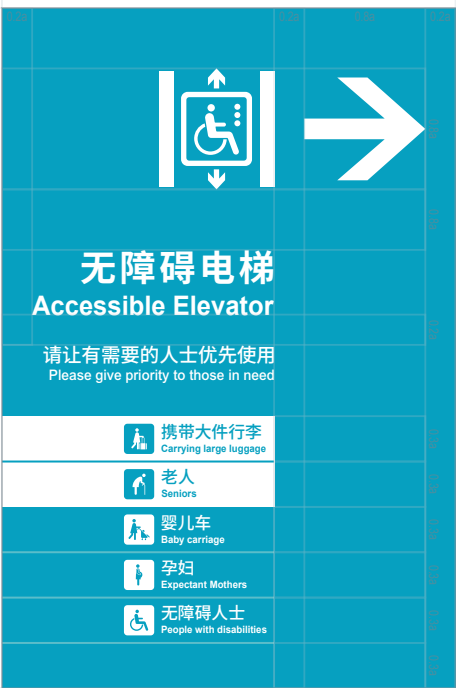 无障碍电梯
Accessible Elevator
请让有需要的人士优先使用
Please give priority to those in need
携带大件行李
Carrying large luggage
老人
Seniors
婴儿车
Baby carriage
孕妇
Expectant Mothers
无障碍人士
People with disabilities